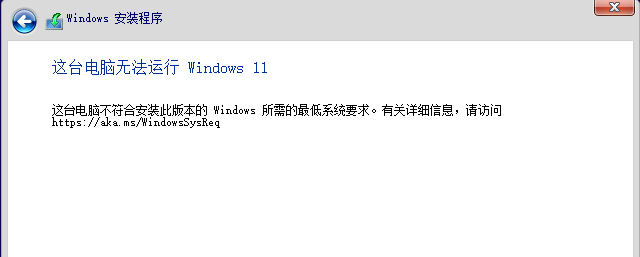 Windows 安装程序
这台电脑无法运行 Windows 11
这台电脑不符合安装此版本的 Windows 所需的最低系统要求。有关详细信息，请访问
https://aka.ms/WindowsSysReq